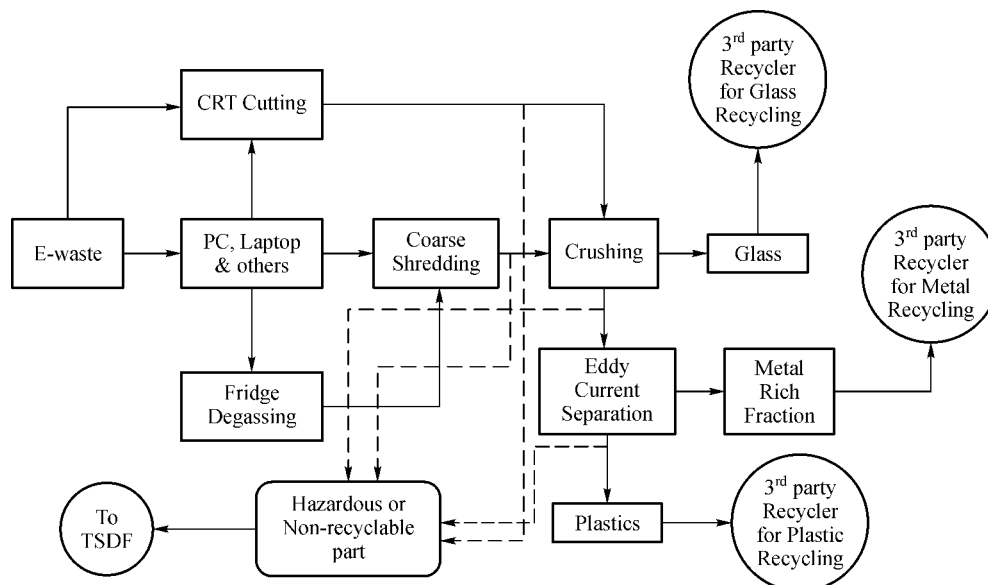 3rd party
Recycler
for Glass
Recycling
CRT Cutting
E-waste
PC, Laptop
& others
Coarse
Shredding
Crushing
Glass
3rd party
Recycler
for Metal
Recycling
Fridge
Degassing
Eddy
Current
Separation
Metal
Rich
Fraction
To
TSDF
Hazardous or
Non-recyclable
part
Plastics
3rd party
Recycler
for Plastic
Recycling